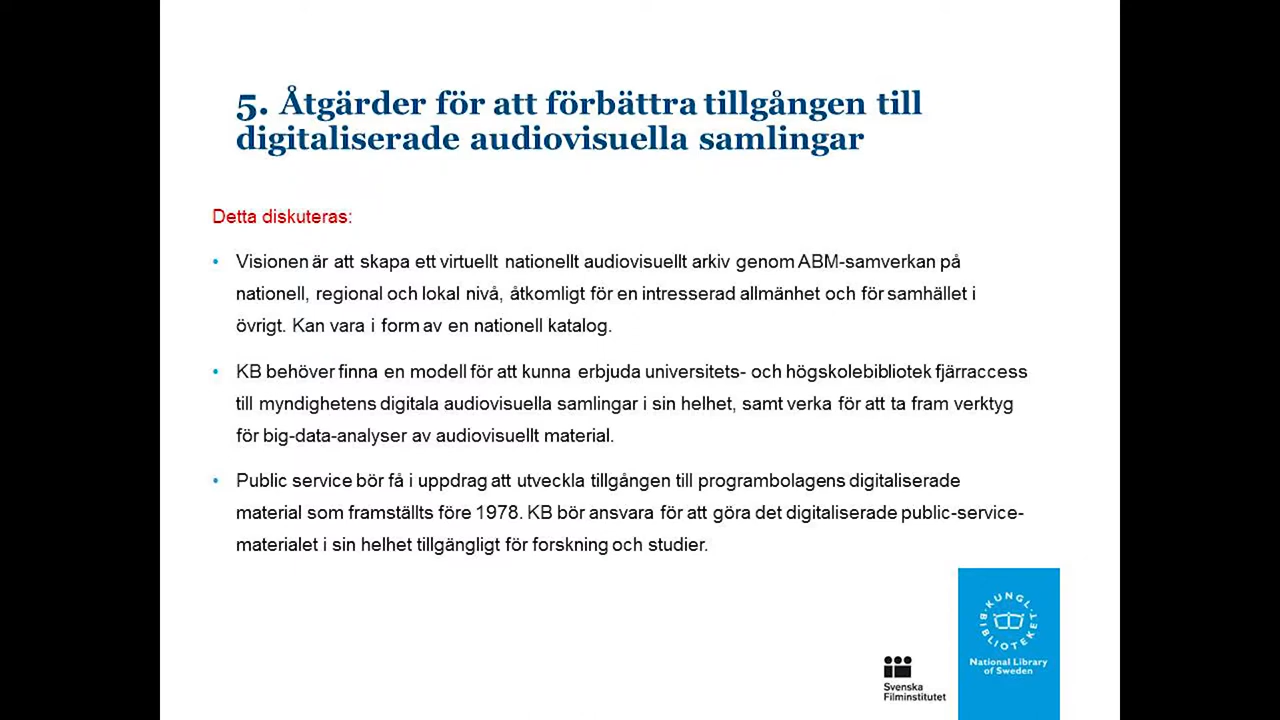 5. Åtgärder för att förbättra tillgången till
digitaliserade audiovisuella samlingar
Detta diskuteras:
• Visionen är att skapa ett virtuellt nationellt audiovisuellt arkiv genom ABM-samverkan på
nationell, regional och lokal nivå, åtkomligt för en intresserad allmänhet och för samhället i
övrigt. Kan vara i form av en nationell katalog.
• KB behöver finna en modell för att kunna erbjuda universitets- och högskolebibliotek fjärraccess
till myndighetens digitala audiovisuella samlingar i sin helhet, samt verka för att ta fram verktyg
för big-data-analyser av audiovisuellt material.
• Public service bör få i uppdrag att utveckla tillgången till programbolagens digitaliserade
material som framställts före 1978. KB bör ansvara för att göra det digitaliserade public-service-
materialet i sin helhet tillgängligt för forskning och studier.
Svenska
Filminstitutet
KUNGL.
BIBLIOTEKET
National Library
of Sweden